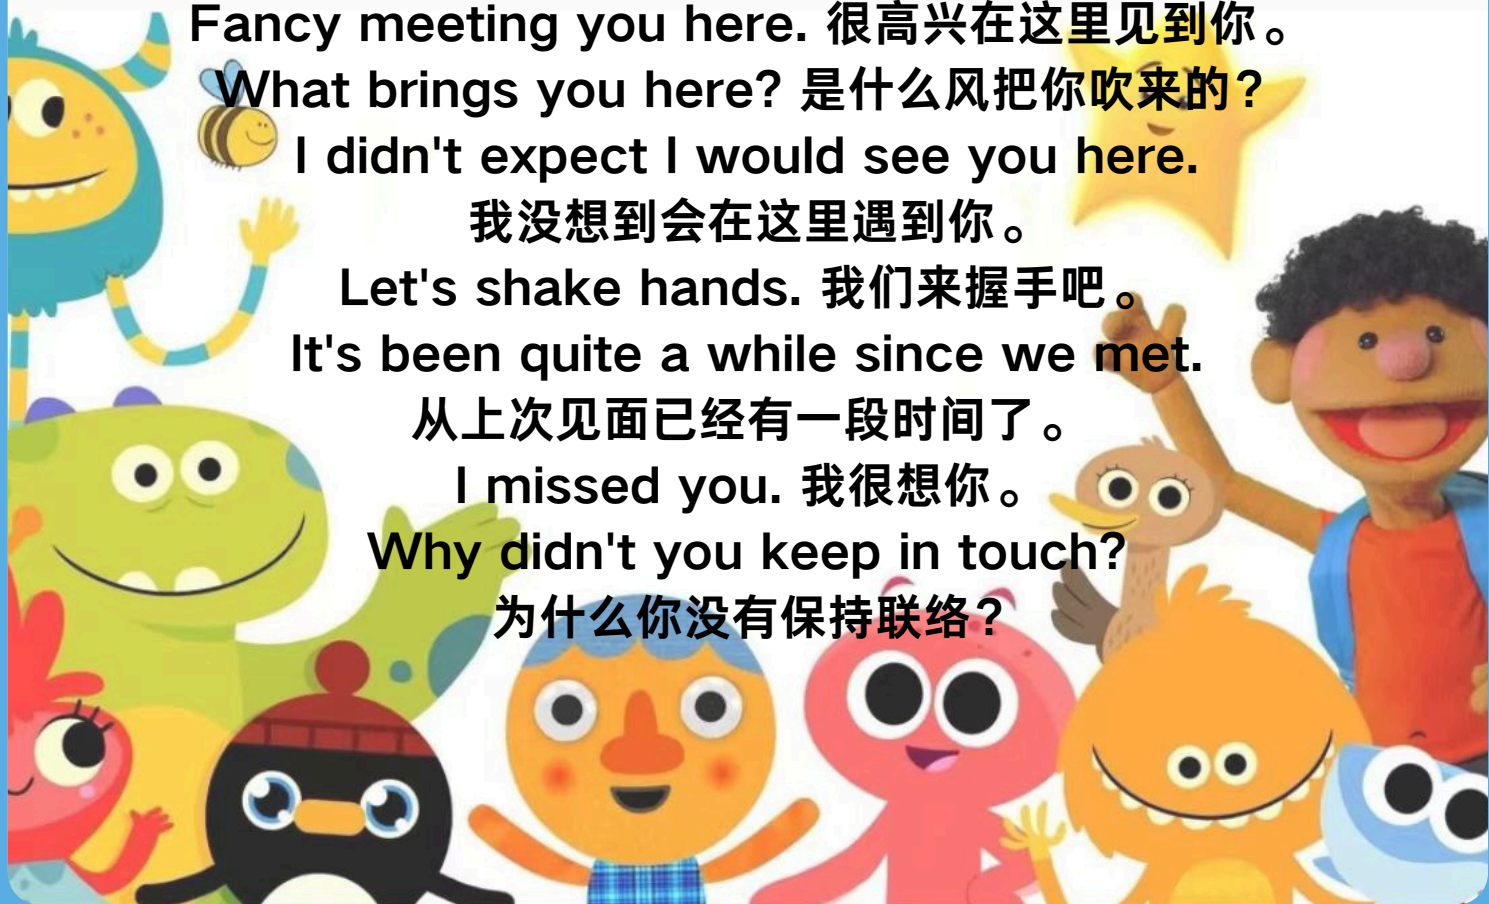 Fancy meeting you here. 很高兴在这里见到你。
What brings you here? 是什么风把你吹来的?
I didn't expect I would see you here.
我没想到会在这里遇到你。
Let's shake hands. 我们来握手吧。
It's been quite a while since we met.
从上次见面已经有一段时间了。
I missed you. 我很想你。
Why didn't you keep in touch?
为什么你没有保持联络?